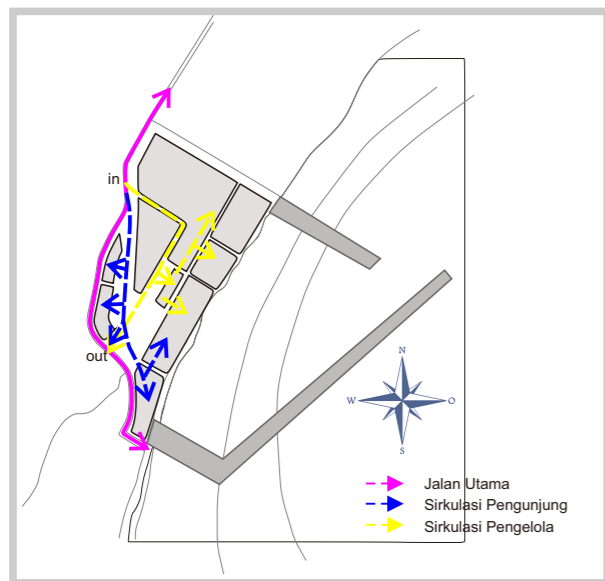 in
out
N
W O
S
Jalan Utama
Sirkulasi Pengunjung
Sirkulasi Pengelola